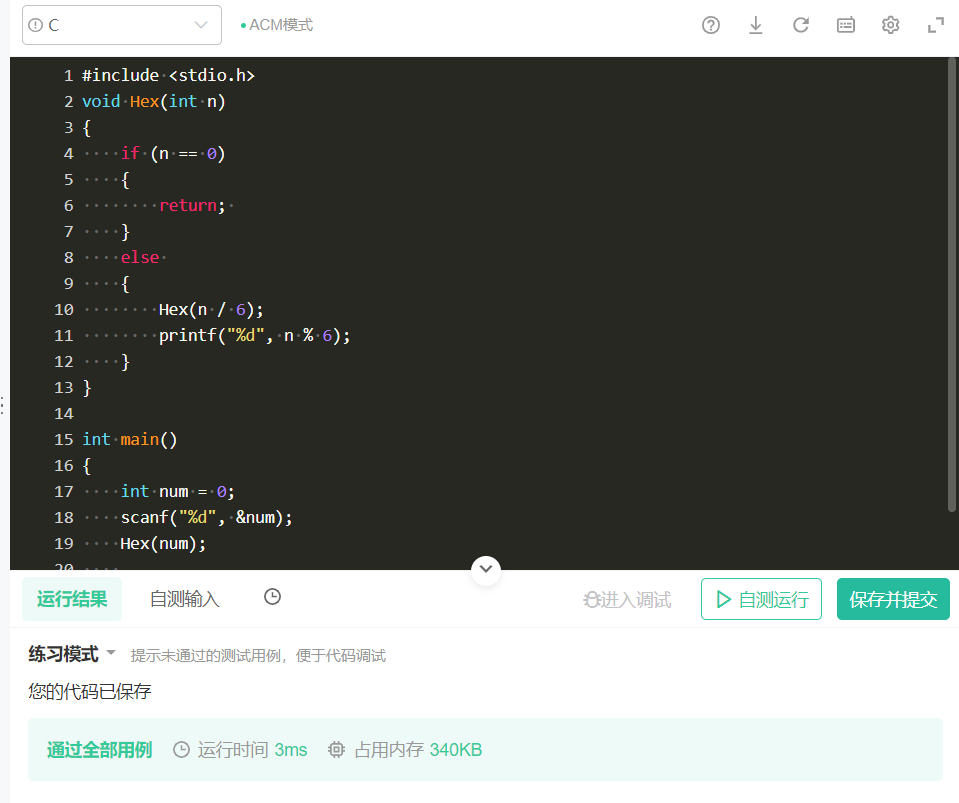 C
ACM模式
1 #include <stdio.h>
2 void Hex(int n)
3 {
4     if (n == 0)
5     {
6         return;
7     }
8     else
9     {
10         Hex(n / 6);
11         printf("%d", n % 6);
12     }
13 }
14
15 int main()
16 {
17     int num = 0;
18     scanf("%d", &num);
19     Hex(num);
20
运行结果 自测输入 进入调试 自测运行 保存并提交
练习模式 提示未通过的测试用例，便于代码调试
您的代码已保存
通过全部用例 运行时间 3ms 占用内存 340KB